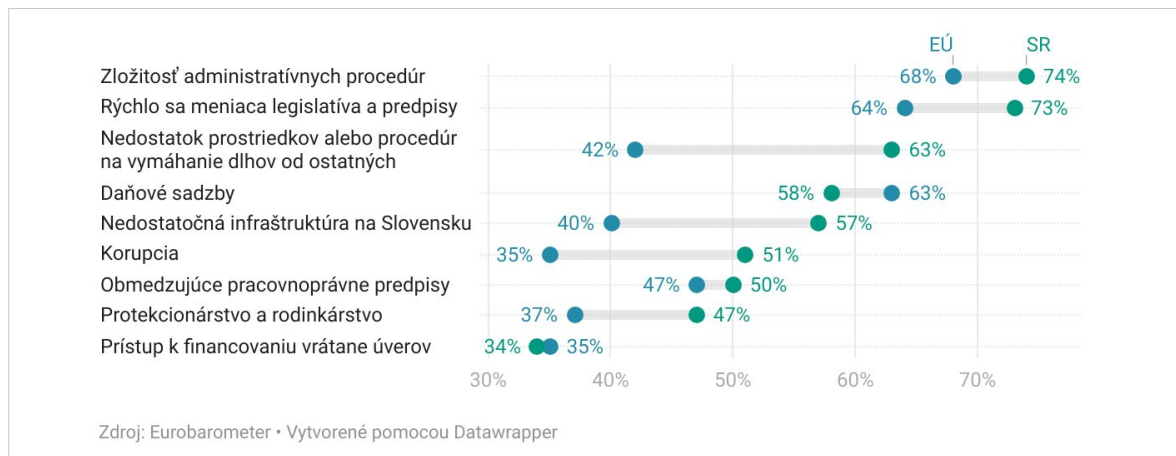 EÚ SR
Zložitosť administratívnych procedúr 68% 74%
Rýchlo sa meniaca legislatíva a predpisy 64% 73%
Nedostatok prostriedkov alebo procedúr
na vymáhanie dlhov od ostatných 42% 63%
Daňové sadzby 58% 63%
Nedostatočná infraštruktúra na Slovensku 40% 57%
Korupcia 35% 51%
Obmedzujúce pracovnoprávne predpisy 47% 50%
Protekcionárstvo a rodinkárstvo 37% 47%
Prístup k financovaniu vrátane úverov 34% 35%
30% 40% 50% 60% 70%
Zdroj: Eurobarometer • Vytvorené pomocou Datawrapper